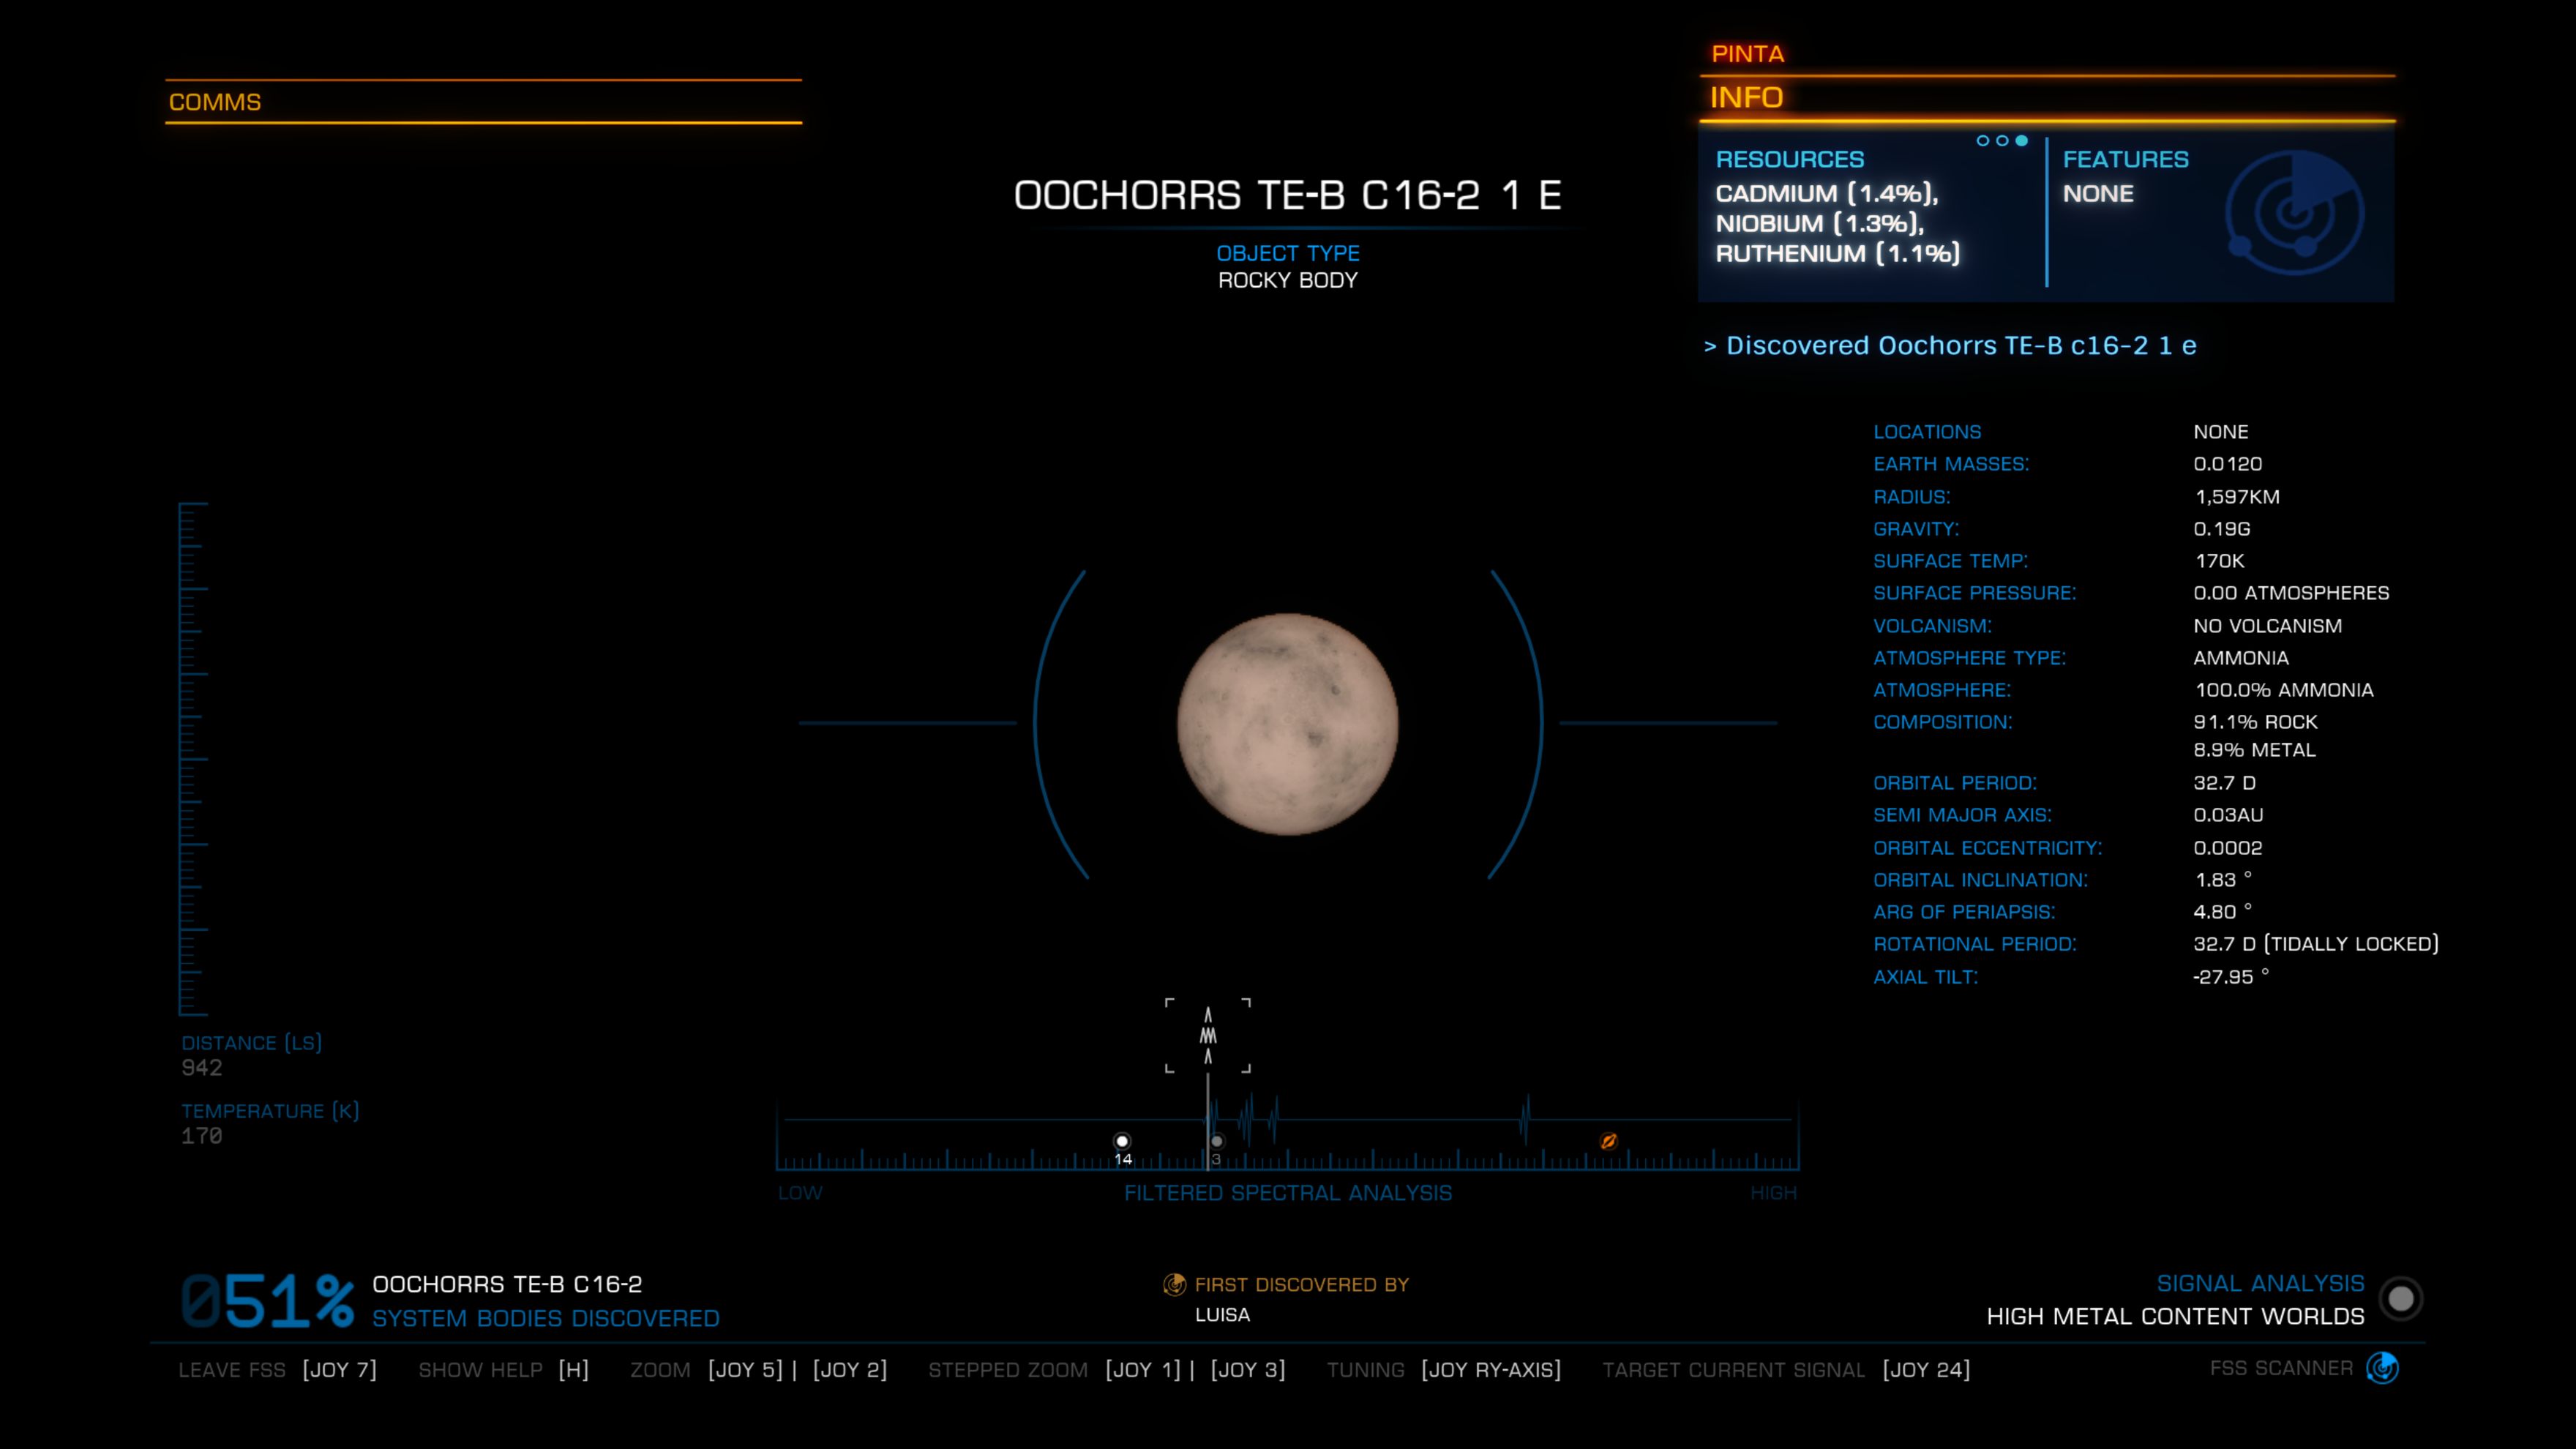 PINTA
COMMS
INFO
RESOURCES
CADMIUM (1.4%),
NIOBIUM (1.3%),
RUTHENIUM (1.1%)
FEATURES
NONE
OOCHORRS TE-B C16-2 1 E
OBJECT TYPE
ROCKY BODY
> Discovered Oochorrs TE-B c16-2 1 e
LOCATIONS NONE
EARTH MASSES: 0.0120
RADIUS: 1,597KM
GRAVITY: 0.19G
SURFACE TEMP: 170K
SURFACE PRESSURE: 0.00 ATMOSPHERES
VOLCANISM: NO VOLCANISM
ATMOSPHERE TYPE: AMMONIA
ATMOSPHERE: 100.0% AMMONIA
COMPOSITION: 91.1% ROCK
8.9% METAL
ORBITAL PERIOD: 32.7 D
SEMI MAJOR AXIS: 0.03AU
ORBITAL ECCENTRICITY: 0.0002
ORBITAL INCLINATION: 1.83 °
ARG OF PERIAPSIS: 4.80 °
ROTATIONAL PERIOD: 32.7 D (TIDALLY LOCKED)
AXIAL TILT: -27.95 °
DISTANCE (LS)
942
TEMPERATURE (K)
170
14 3
LOW FILTERED SPECTRAL ANALYSIS HIGH
051% OOCHORRS TE-B C16-2
SYSTEM BODIES DISCOVERED
FIRST DISCOVERED BY
LUISA
SIGNAL ANALYSIS
HIGH METAL CONTENT WORLDS
LEAVE FSS [JOY 7] SHOW HELP [H] ZOOM [JOY 5] | [JOY 2] STEPPED ZOOM [JOY 1] | [JOY 3] TUNING [JOY RY-AXIS] TARGET CURRENT SIGNAL [JOY 24] FSS SCANNER